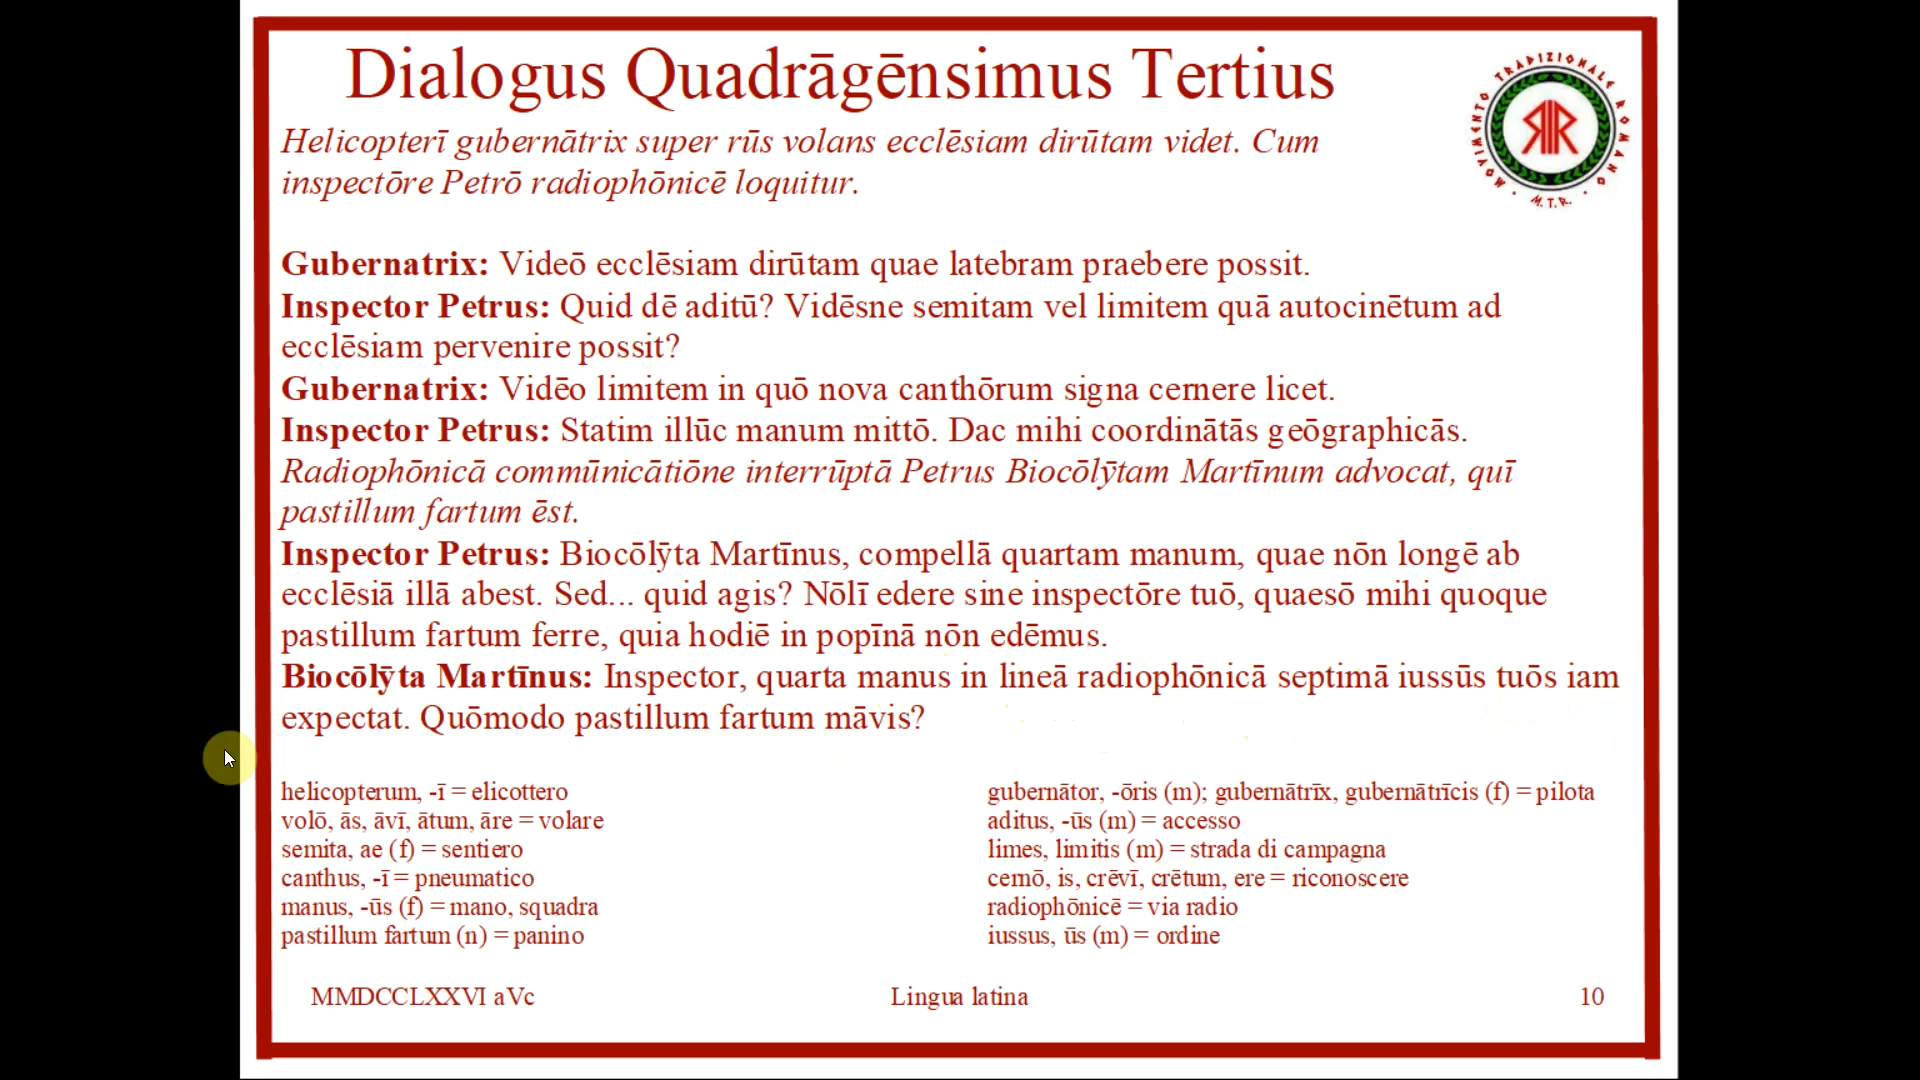 Dialogus Quadrāgēnsimus Tertius
MOVIMENTO TRADIZIONALE ROMANO
M.T.R.
Helicopterī gubernātrix super rūs volans ecclēsiam dirūtam videt. Cum
inspectōre Petrō radiophōnicē loquitur.
Gubernatrix: Videō ecclēsiam dirūtam quae latebram praebere possit.
Inspector Petrus: Quid dē aditū? Vidēsne semitam vel limitem quā autocinētum ad
ecclēsiam pervenire possit?
Gubernatrix: Vidēo limitem in quō nova canthōrum signa cernere licet.
Inspector Petrus: Statim illūc manum mittō. Dac mihi coordinātās geōgraphicās.
Radiophōnicā commūnicātiōne interrūptā Petrus Biocōlȳtam Martīnum advocat, quī
pastillum fartum ēst.
Inspector Petrus: Biocōlȳta Martīnus, compellā quartam manum, quae nōn longē ab
ecclēsiā illā abest. Sed... quid agis? Nōlī edere sine inspectōre tuō, quaesō mihi quoque
pastillum fartum ferre, quia hodiē in popīnā nōn edēmus.
Biocōlȳta Martīnus: Inspector, quarta manus in lineā radiophōnicā septimā iussūs tuōs iam
expectat. Quōmodo pastillum fartum māvis?
helicopterum, -ī = elicottero
volō, ās, āvī, ātum, āre = volare
semita, ae (f) = sentiero
canthus, -ī = pneumatico
manus, -ūs (f) = mano, squadra
pastillum fartum (n) = panino
gubernātor, -ōris (m); gubernātrīx, gubernātrīcis (f) = pilota
aditus, -ūs (m) = accesso
limes, limitis (m) = strada di campagna
cernō, is, crēvī, crētum, ere = riconoscere
radiophōnicē = via radio
iussus, ūs (m) = ordine
MMDCCLXXVI aVc
Lingua latina
10